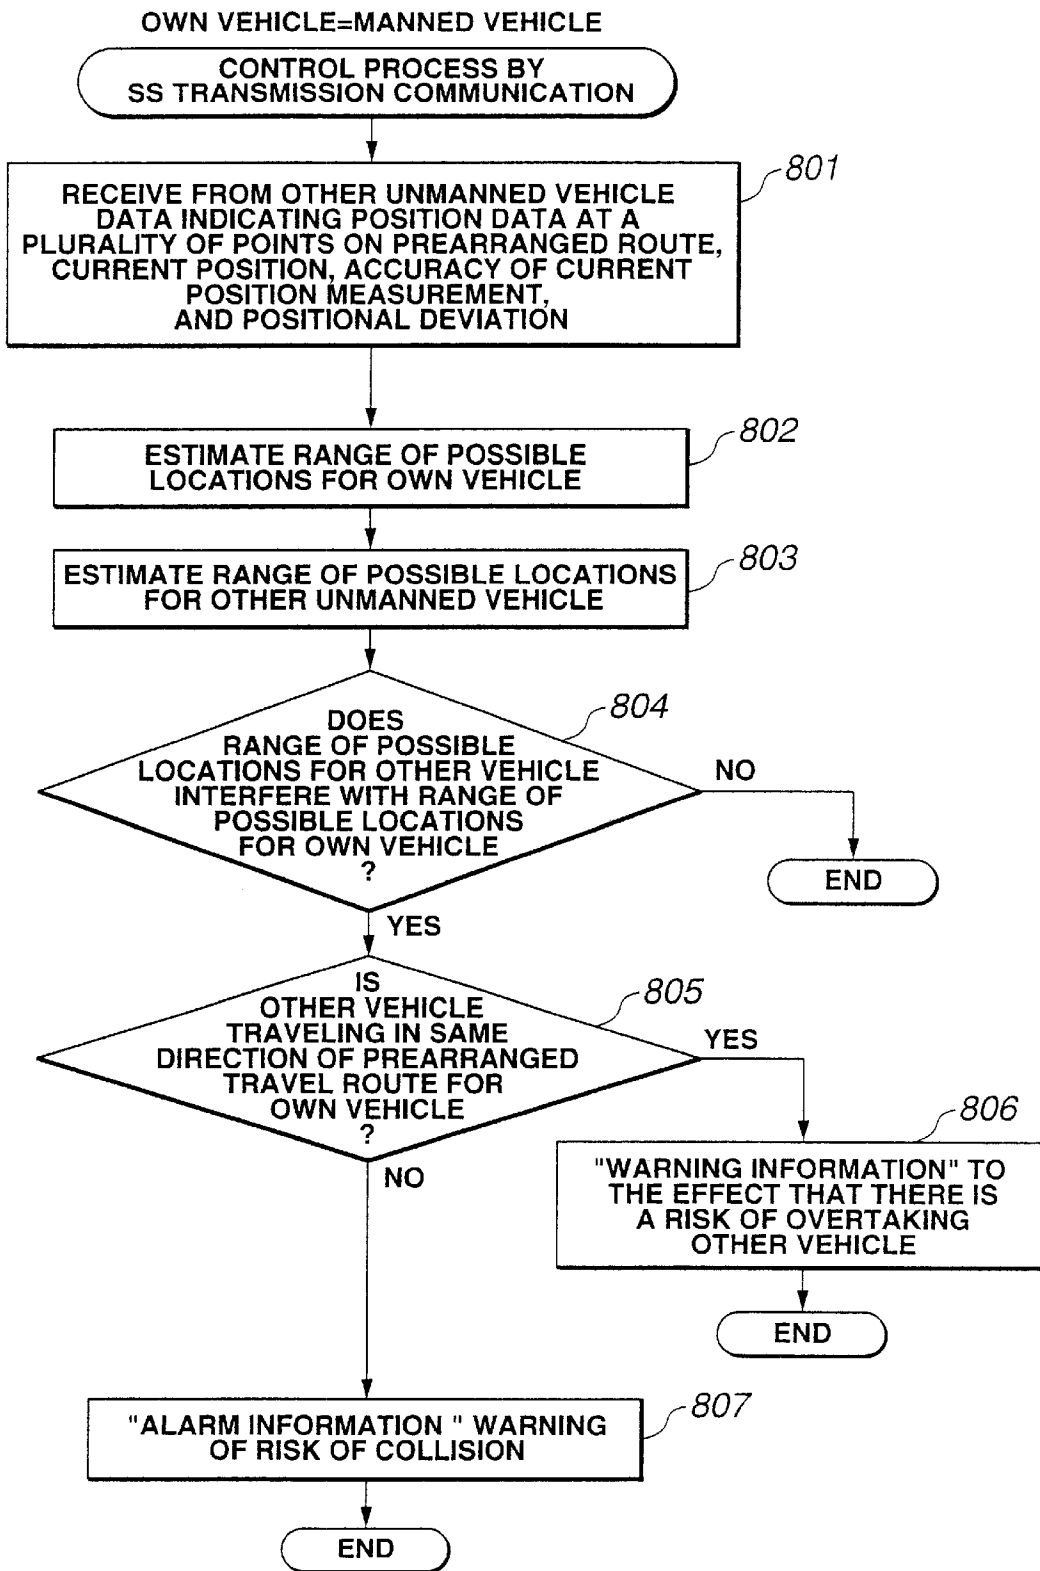 OWN VEHICLE=MANNED VEHICLE
CONTROL PROCESS BY
SS TRANSMISSION COMMUNICATION
801
RECEIVE FROM OTHER UNMANNED VEHICLE
DATA INDICATING POSITION DATA AT A
PLURALITY OF POINTS ON PREARRANGED ROUTE,
CURRENT POSITION, ACCURACY OF CURRENT
POSITION MEASUREMENT,
AND POSITIONAL DEVIATION
802
ESTIMATE RANGE OF POSSIBLE
LOCATIONS FOR OWN VEHICLE
803
ESTIMATE RANGE OF POSSIBLE LOCATIONS
FOR OTHER UNMANNED VEHICLE
804
DOES
RANGE OF POSSIBLE
LOCATIONS FOR OTHER VEHICLE
INTERFERE WITH RANGE OF
POSSIBLE LOCATIONS
FOR OWN VEHICLE
?
NO
END
YES
805
IS
OTHER VEHICLE
TRAVELING IN SAME
DIRECTION OF PREARRANGED
TRAVEL ROUTE FOR
OWN VEHICLE
?
YES
806
"WARNING INFORMATION" TO
THE EFFECT THAT THERE IS
A RISK OF OVERTAKING
OTHER VEHICLE
END
NO
807
"ALARM INFORMATION " WARNING
OF RISK OF COLLISION
END